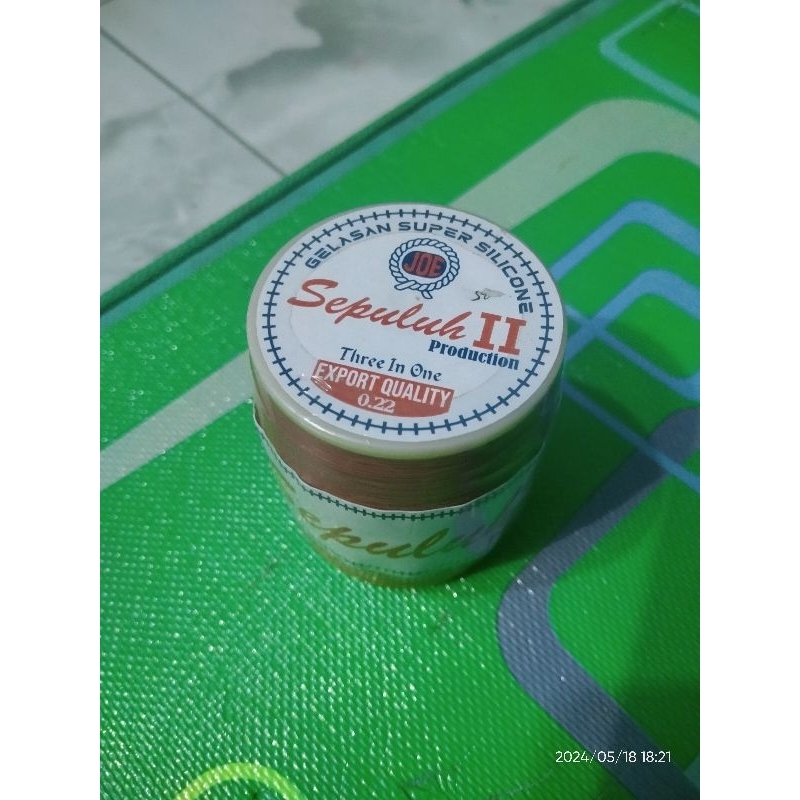 GELASAN SUPER SILICONE
JOE
Sepuluh II
Production
Three In One
EXPORT QUALITY
0.22
epulu
2024/05/18 18:21